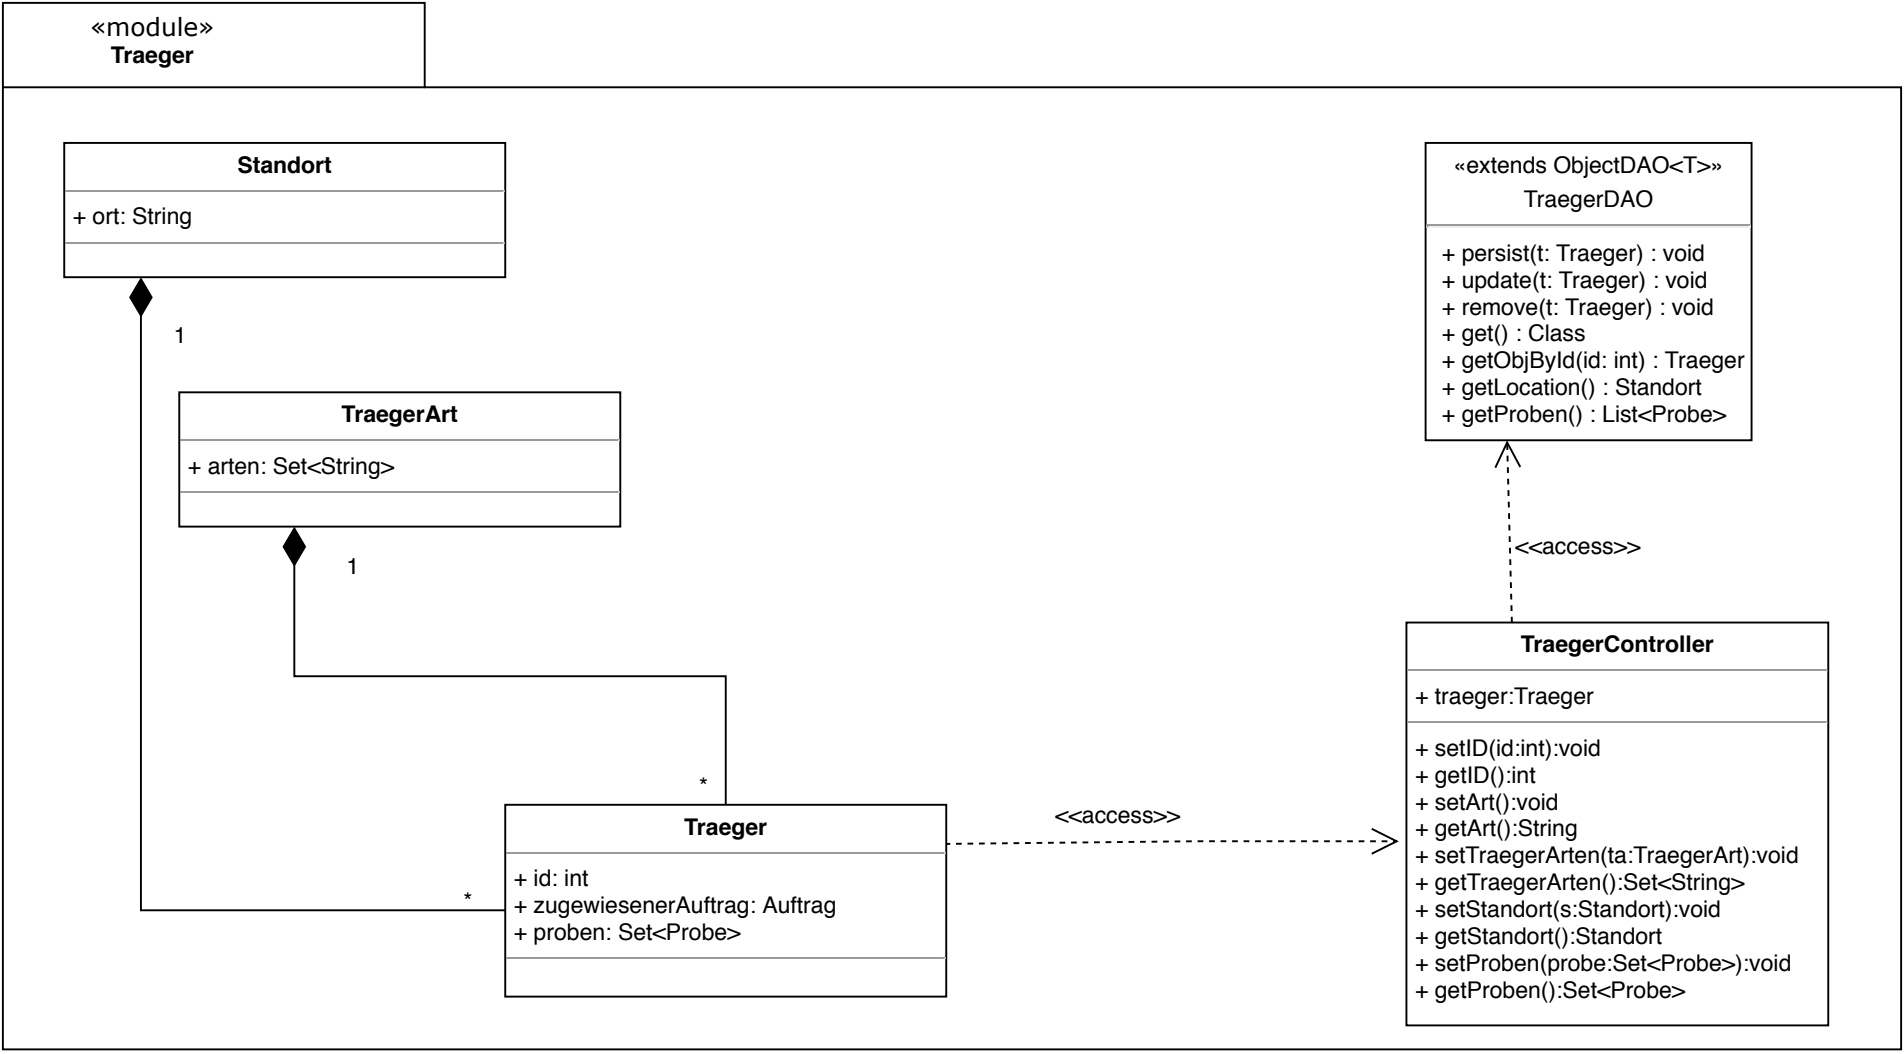 «module»
Traeger
Standort
+ ort: String
1
TraegerArt
+ arten: Set<String>
1
*
*
Traeger
+ id: int
+ zugewiesenerAuftrag: Auftrag
+ proben: Set<Probe>
<<access>>
«extends ObjectDAO<T>»
TraegerDAO
+ persist(t: Traeger) : void
+ update(t: Traeger) : void
+ remove(t: Traeger) : void
+ get() : Class
+ getObjById(id: int) : Traeger
+ getLocation() : Standort
+ getProben() : List<Probe>
<<access>>
TraegerController
+ traeger:Traeger
+ setID(id:int):void
+ getID():int
+ setArt():void
+ getArt():String
+ setTraegerArten(ta:TraegerArt):void
+ getTraegerArten():Set<String>
+ setStandort(s:Standort):void
+ getStandort():Standort
+ setProben(probe:Set<Probe>):void
+ getProben():Set<Probe>